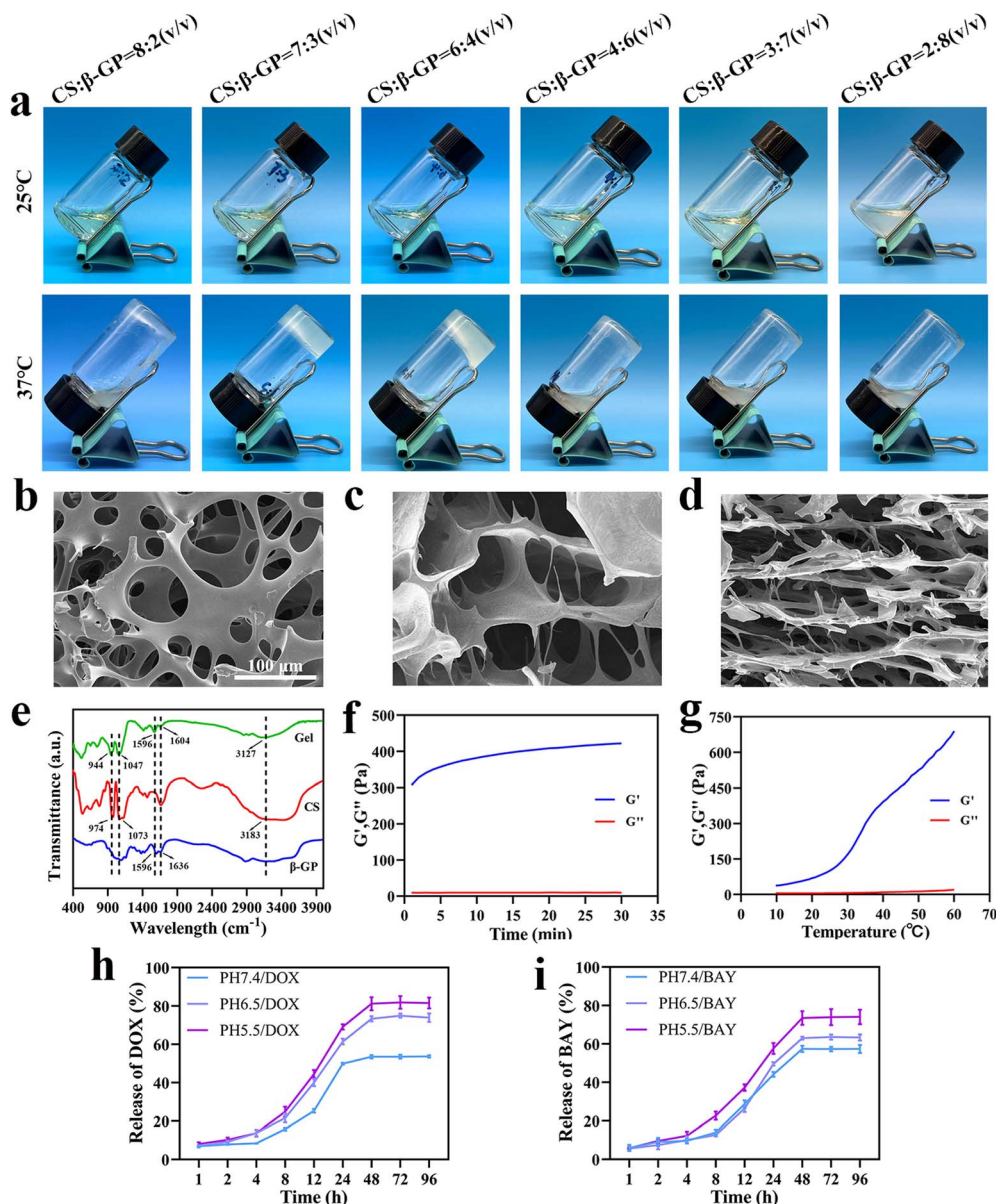 CS:β-GP=8:2(v/v)
CS:β-GP=7:3(v/v)
CS:β-GP=6:4(v/v)
CS:β-GP=4:6(v/v)
CS:β-GP=3:7(v/v)
CS:β-GP=2:8(v/v)
a
25℃
8:2
7:3
37℃
b
100 μm
c
d
e
Transmittance (a.u.)
Gel
944
1047
1596
1604
3127
CS
974
1073
3183
β-GP
1596
1636
400 900 1400 1900 2400 2900 3400 3900
Wavelength (cm-1)
f
G',G'' (Pa)
500
400
300
200
100
0
G'
G''
0 5 10 15 20 25 30 35
Time (min)
g
G',G'' (Pa)
750
600
450
300
150
0
G'
G''
0 10 20 30 40 50 60 70
Temperature (℃)
h
Release of DOX (%)
100
80
60
40
20
0
PH7.4/DOX
PH6.5/DOX
PH5.5/DOX
1 2 4 8 12 24 48 72 96
Time (h)
i
Release of BAY (%)
100
80
60
40
20
0
PH7.4/BAY
PH6.5/BAY
PH5.5/BAY
1 2 4 8 12 24 48 72 96
Time (h)